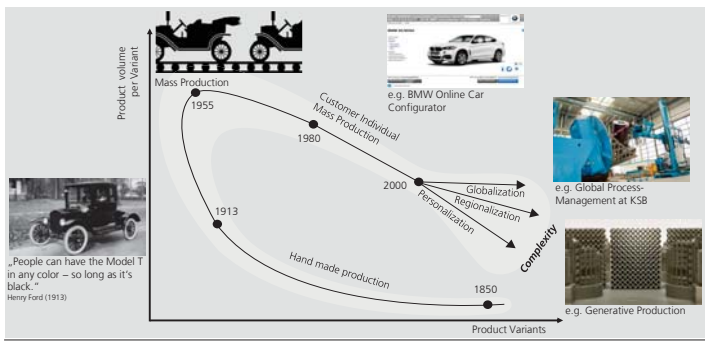 Product volume
per Variant
Mass Production
1955
Customer Individual
Mass Production
1980
e.g. BMW Online Car
Configurator
2000
Globalization
Regionalization
Personalization
Complexity
e.g. Global Process-
Management at KSB
1913
„People can have the Model T
in any color – so long as it's
black.“
Henry Ford (1913)
Hand made production
1850
e.g. Generative Production
Product Variants